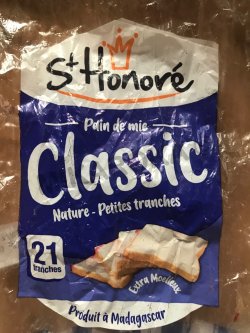 St Honoré
Pain de mie
Classic
Nature - Petites tranches
21
tranches
Extra Moelleux
Produit à Madagascar